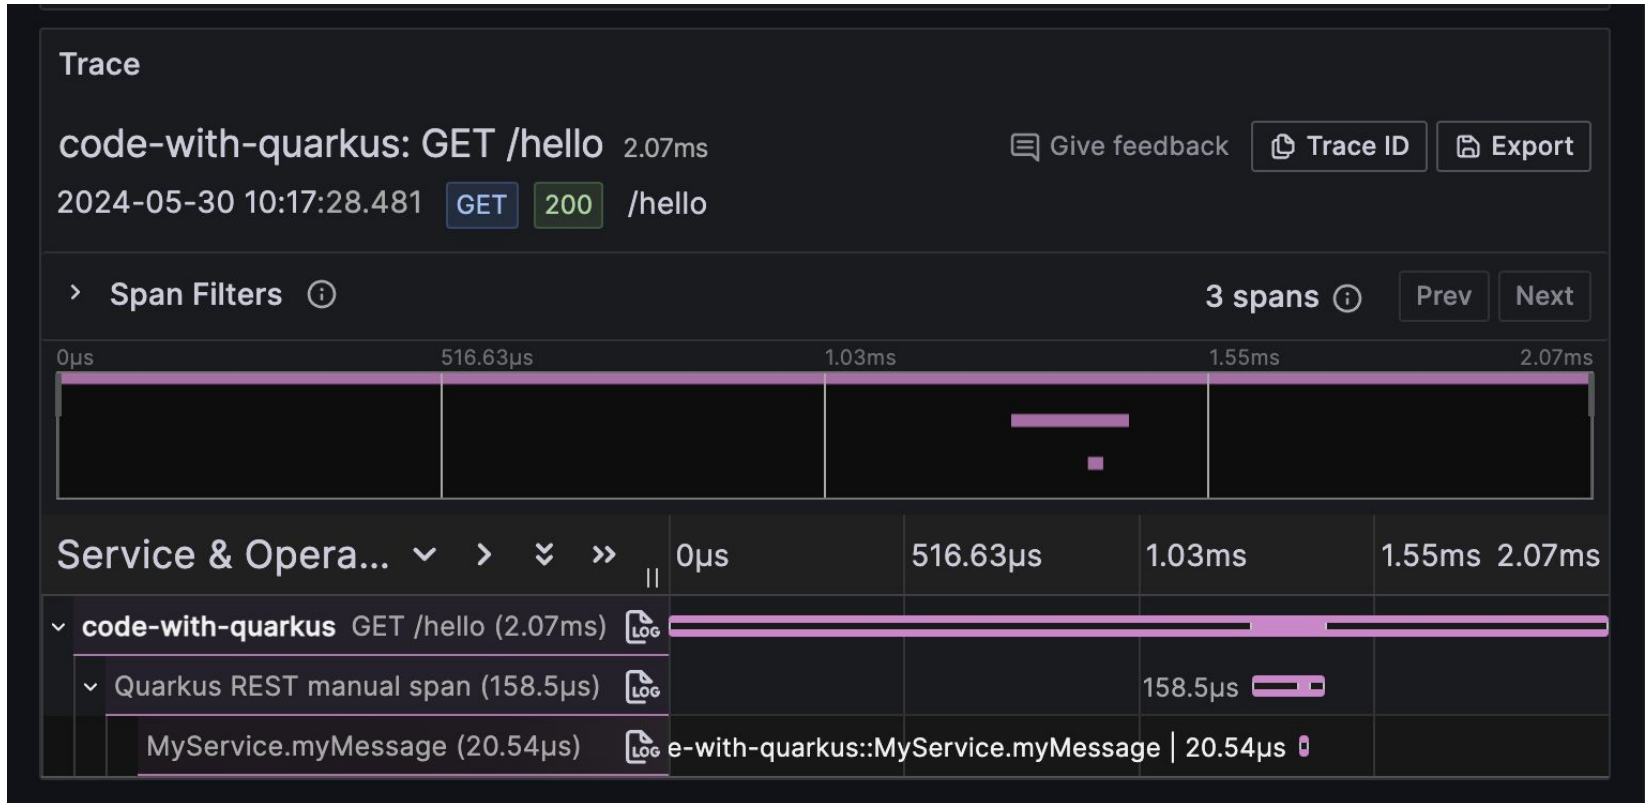 Trace
code-with-quarkus: GET /hello 2.07ms
Give feedback Trace ID Export
2024-05-30 10:17:28.481 GET 200 /hello
Span Filters
3 spans Prev Next
0µs 516.63µs 1.03ms 1.55ms 2.07ms
Service & Opera... 0µs 516.63µs 1.03ms 1.55ms 2.07ms
code-with-quarkus GET /hello (2.07ms) LOG
Quarkus REST manual span (158.5µs) LOG 158.5µs
MyService.myMessage (20.54µs) LOG e-with-quarkus::MyService.myMessage | 20.54µs